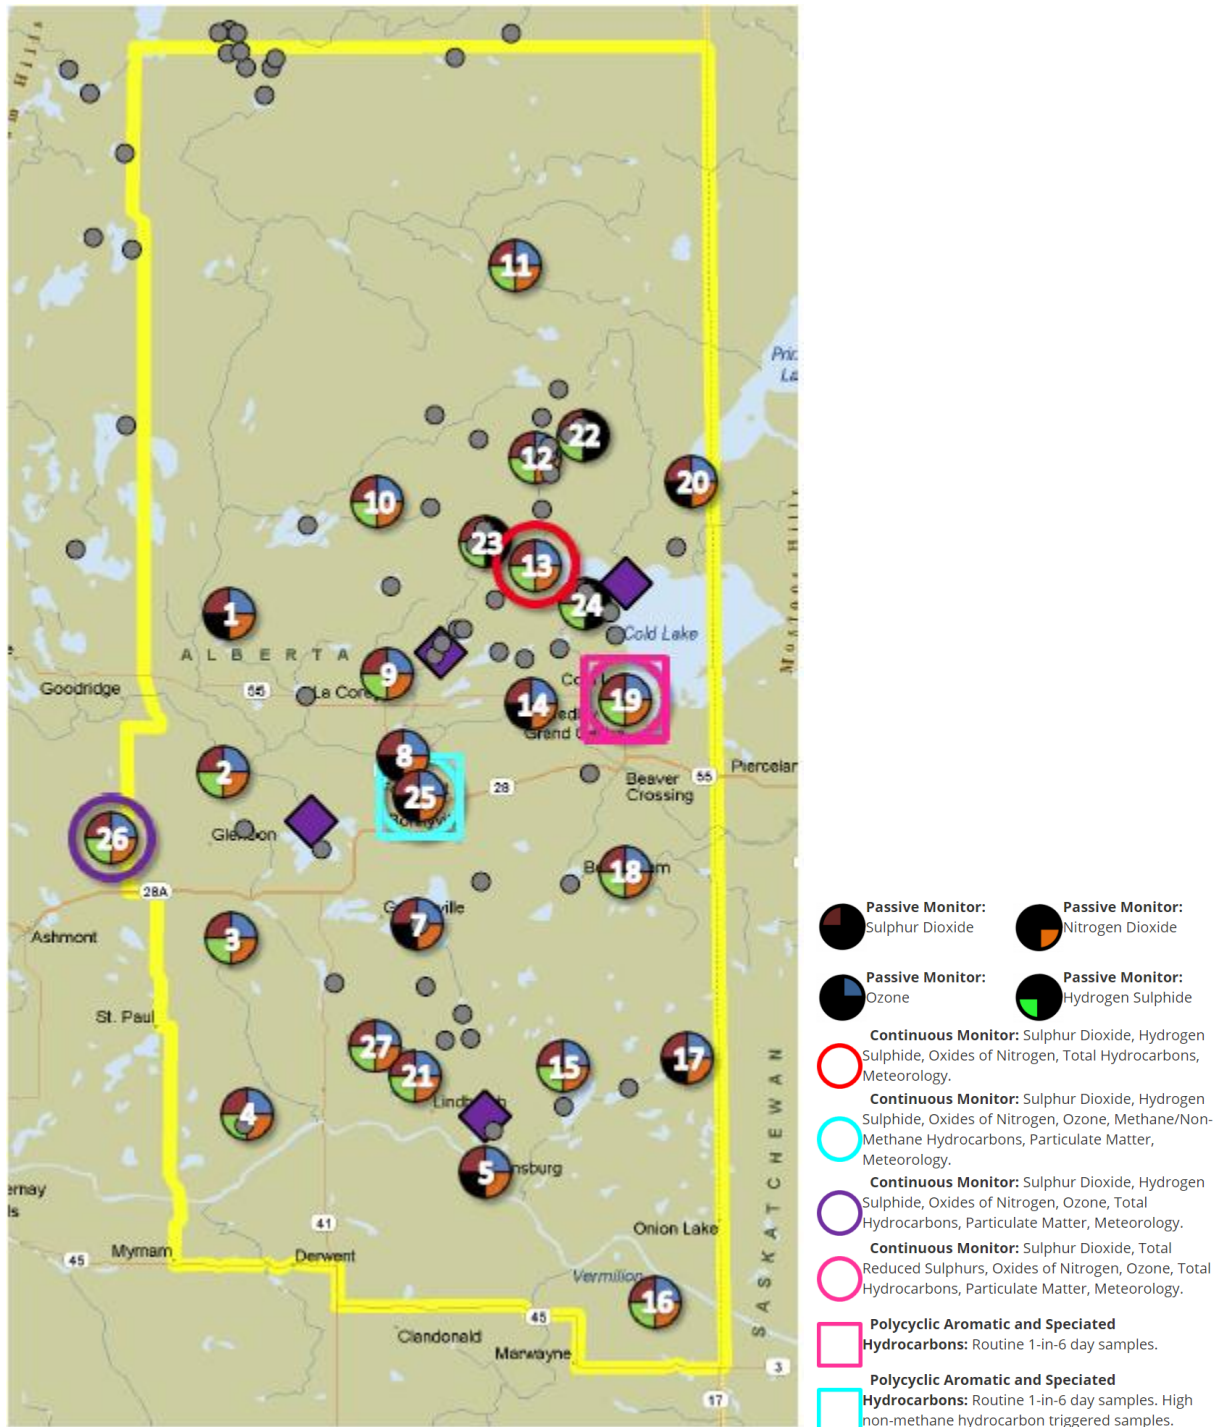 11
22
12
20
10
23
13
24
1
Cold Lake
A L B E R T A
9
Goodridge
55
La Corey
19
14
Grand
8
2
28
55
Beaver
Crossing
25
26
Glendon
18
28A
7
Ashmont
3
St. Paul
27
15
17
21
4
5
nsburg
41
Onion Lake
Myrnam
45
Derwent
Vermilion
16
45
Clandonald
Marwayne
3
17
S A S K A T C H E W A N
Passive Monitor:
Sulphur Dioxide
Passive Monitor:
Nitrogen Dioxide
Passive Monitor:
Ozone
Passive Monitor:
Hydrogen Sulphide
Continuous Monitor: Sulphur Dioxide, Hydrogen
Sulphide, Oxides of Nitrogen, Total Hydrocarbons,
Meteorology.
Continuous Monitor: Sulphur Dioxide, Hydrogen
Sulphide, Oxides of Nitrogen, Ozone, Methane/Non-
Methane Hydrocarbons, Particulate Matter,
Meteorology.
Continuous Monitor: Sulphur Dioxide, Hydrogen
Sulphide, Oxides of Nitrogen, Ozone, Total
Hydrocarbons, Particulate Matter, Meteorology.
Continuous Monitor: Sulphur Dioxide, Total
Reduced Sulphurs, Oxides of Nitrogen, Ozone, Total
Hydrocarbons, Particulate Matter, Meteorology.
Polycyclic Aromatic and Speciated
Hydrocarbons: Routine 1-in-6 day samples.
Polycyclic Aromatic and Speciated
Hydrocarbons: Routine 1-in-6 day samples. High
non-methane hydrocarbon triggered samples.